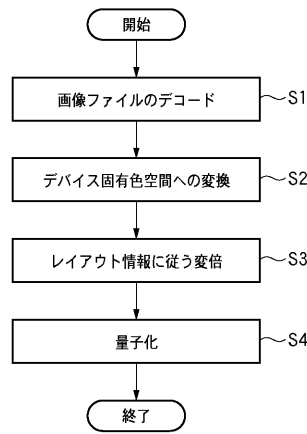 開始
画像ファイルのデコード
S1
デバイス固有色空間への変換
S2
レイアウト情報に従う変倍
S3
量子化
S4
終了